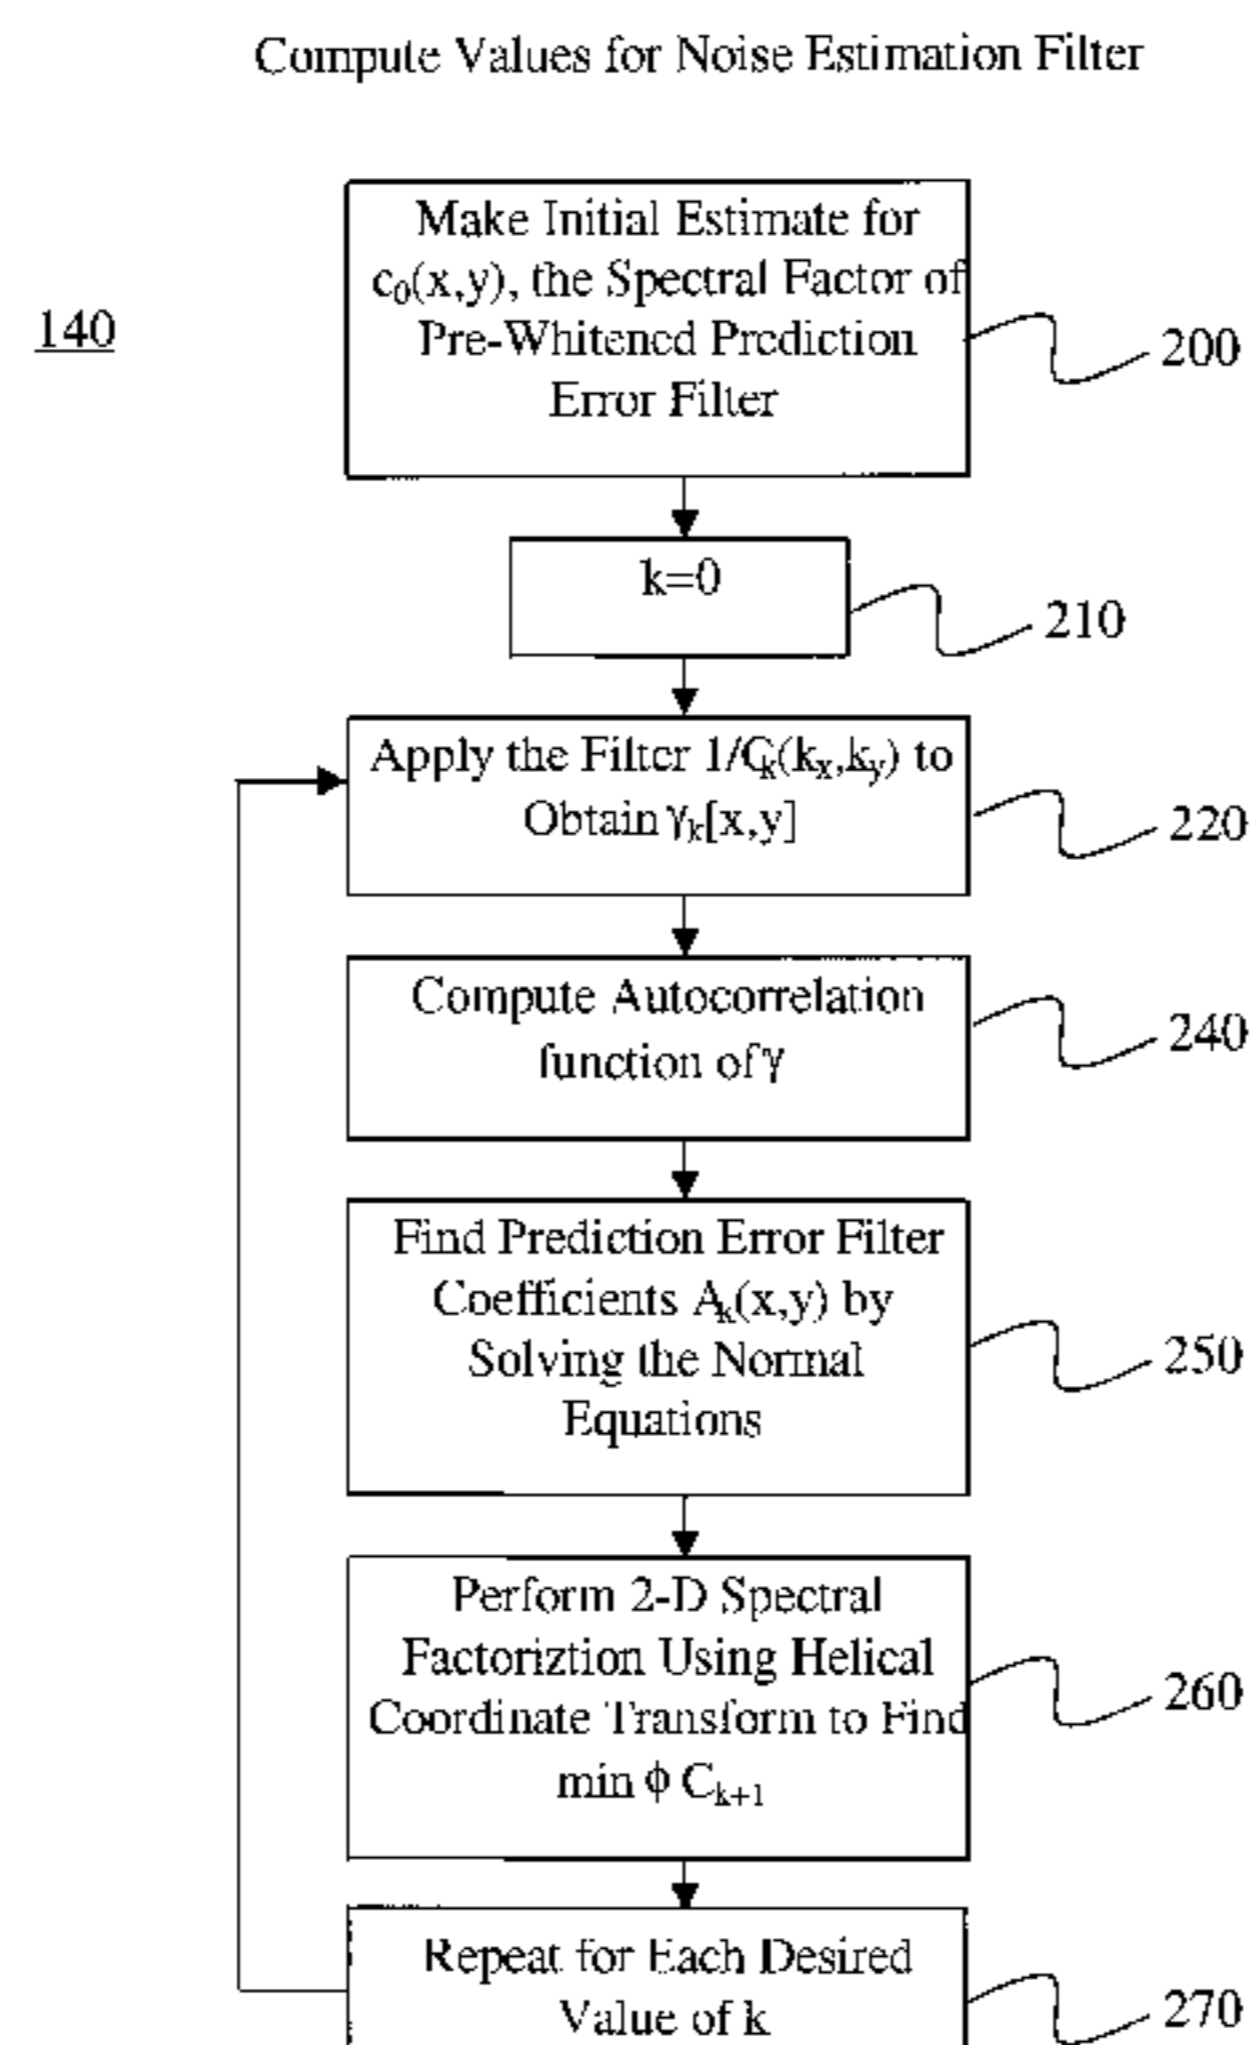 Compute Values for Noise Estimation Filter
140
Make Initial Estimate for
c₀(x,y), the Spectral Factor of
Pre-Whitened Prediction
Error Filter
200
k=0
210
Apply the Filter 1/Cₖ(kₓ,kᵧ) to
Obtain γₖ[x,y]
220
Compute Autocorrelation
function of γ
240
Find Prediction Error Filter
Coefficients Aₖ(x,y) by
Solving the Normal
Equations
250
Perform 2-D Spectral
Factoriztion Using Helical
Coordinate Transform to Find
min ϕ Cₖ₊₁
260
Repeat for Each Desired
Value of k
270